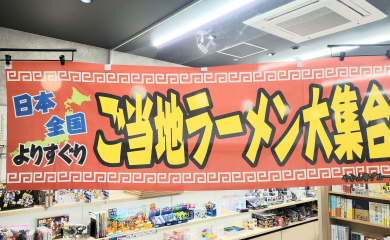 日本
全国
よりすぐり
ご当地ラーメン大集合